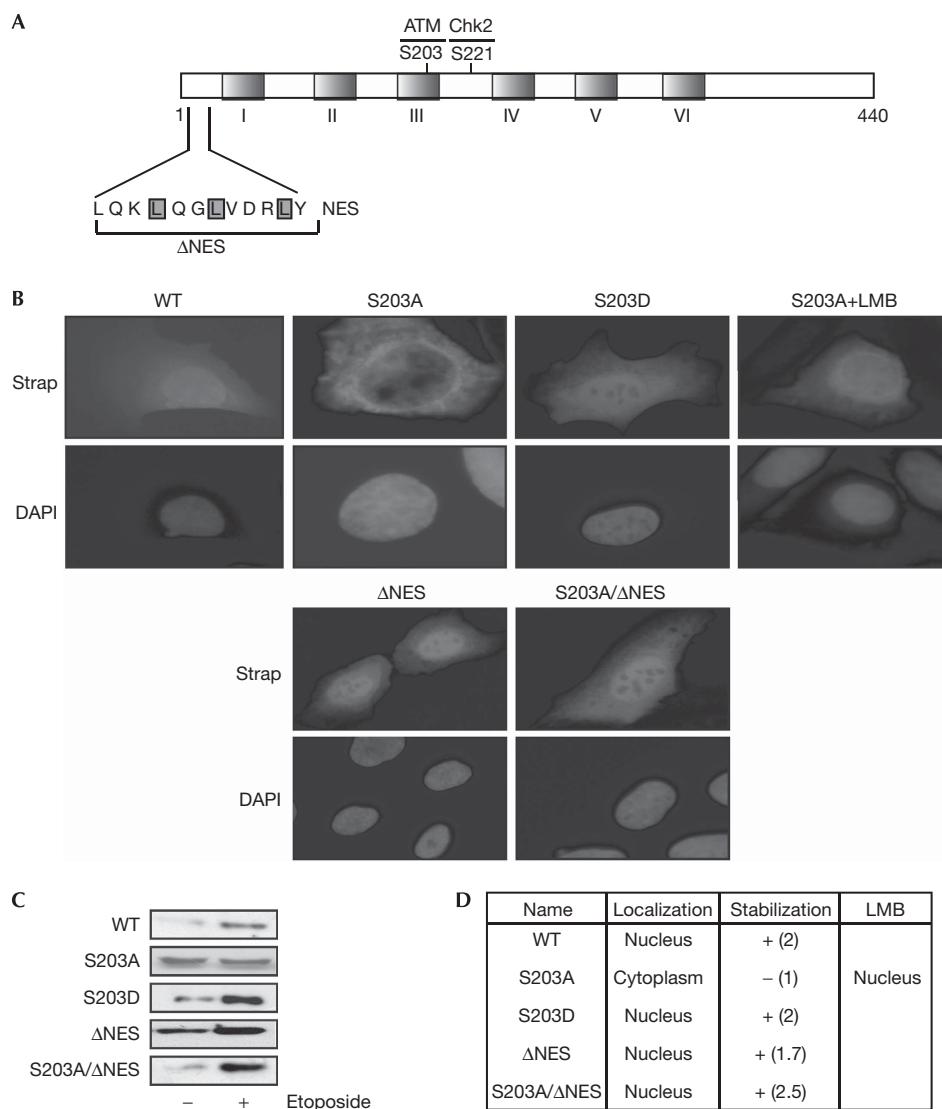 A
ATM Chk2
S203 S221
1 I II III IV V VI 440
L Q K L Q G L V D R L Y NES
ΔNES
B
WT S203A S203D S203A+LMB
Strap
DAPI
ΔNES S203A/ΔNES
Strap
DAPI
C
WT
S203A
S203D
ΔNES
S203A/ΔNES
– + Etoposide
D
Name Localization Stabilization LMB
WT Nucleus + (2)
S203A Cytoplasm – (1) Nucleus
S203D Nucleus + (2)
ΔNES Nucleus + (1.7)
S203A/ΔNES Nucleus + (2.5)